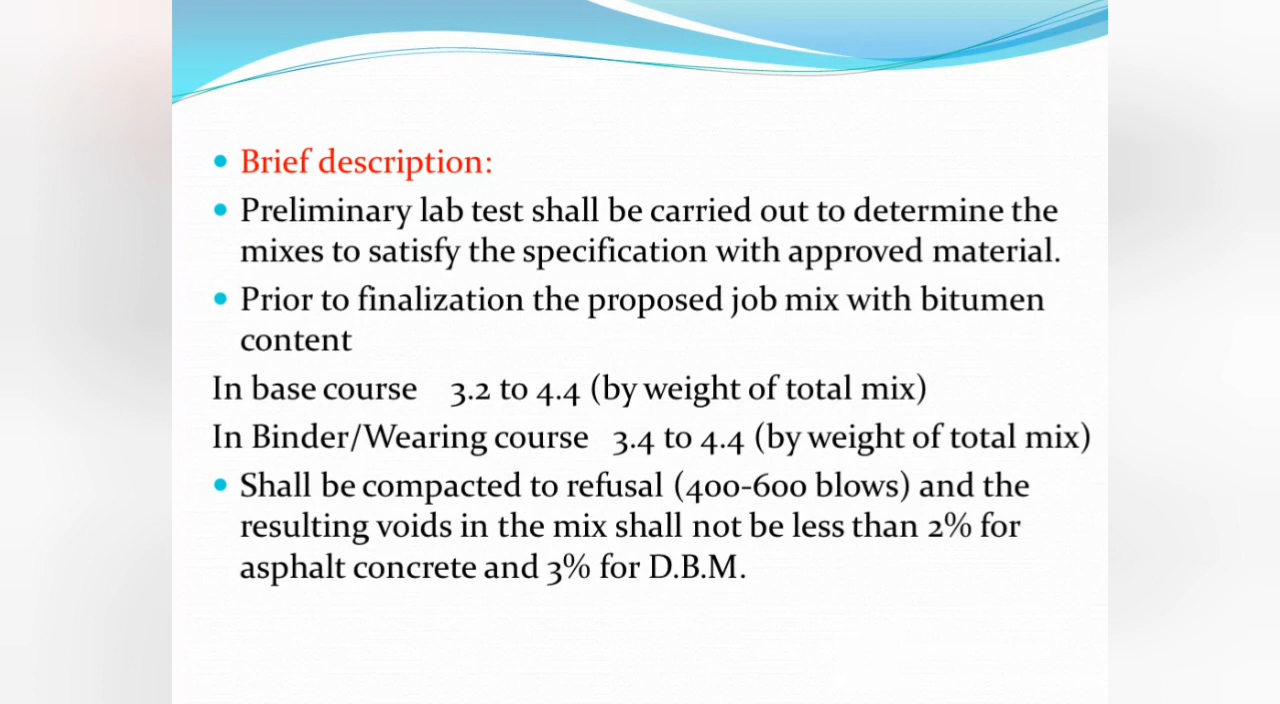 Brief description:
Preliminary lab test shall be carried out to determine the
mixes to satisfy the specification with approved material.
Prior to finalization the proposed job mix with bitumen
content
In base course 3.2 to 4.4 (by weight of total mix)
In Binder/Wearing course 3.4 to 4.4 (by weight of total mix)
Shall be compacted to refusal (400-600 blows) and the
resulting voids in the mix shall not be less than 2% for
asphalt concrete and 3% for D.B.M.